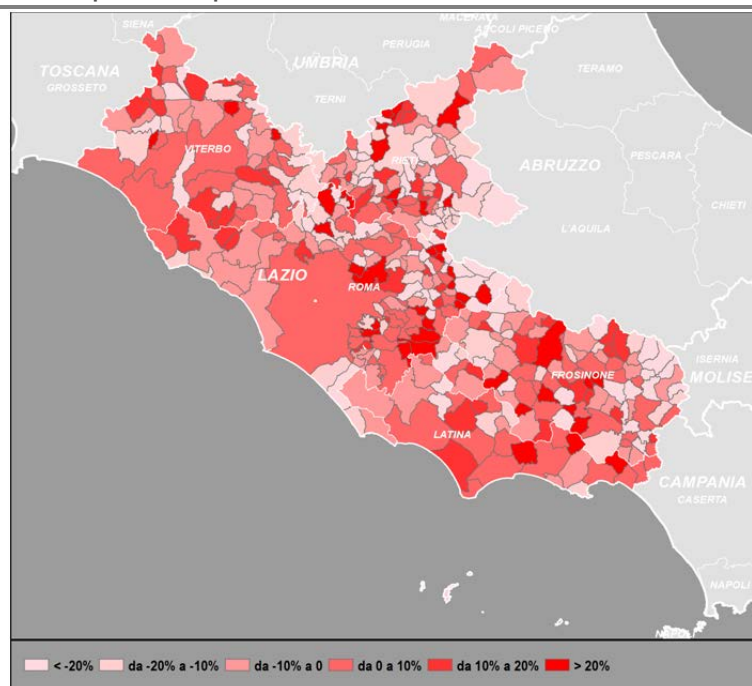 SIENA
MACERATA
ASCOLI PICENO
PERUGIA
TOSCANA
GROSSETO
UMBRIA
TERNI
TERAMO
VITERBO
RIETI
ABRUZZO
PESCARA
CHIETI
L'AQUILA
LAZIO
ROMA
ISERNIA
MOLISE
FROSINONE
LATINA
CAMPANIA
CASERTA
NAPOLI
< -20%
da -20% a -10%
da -10% a 0
da 0 a 10%
da 10% a 20%
> 20%